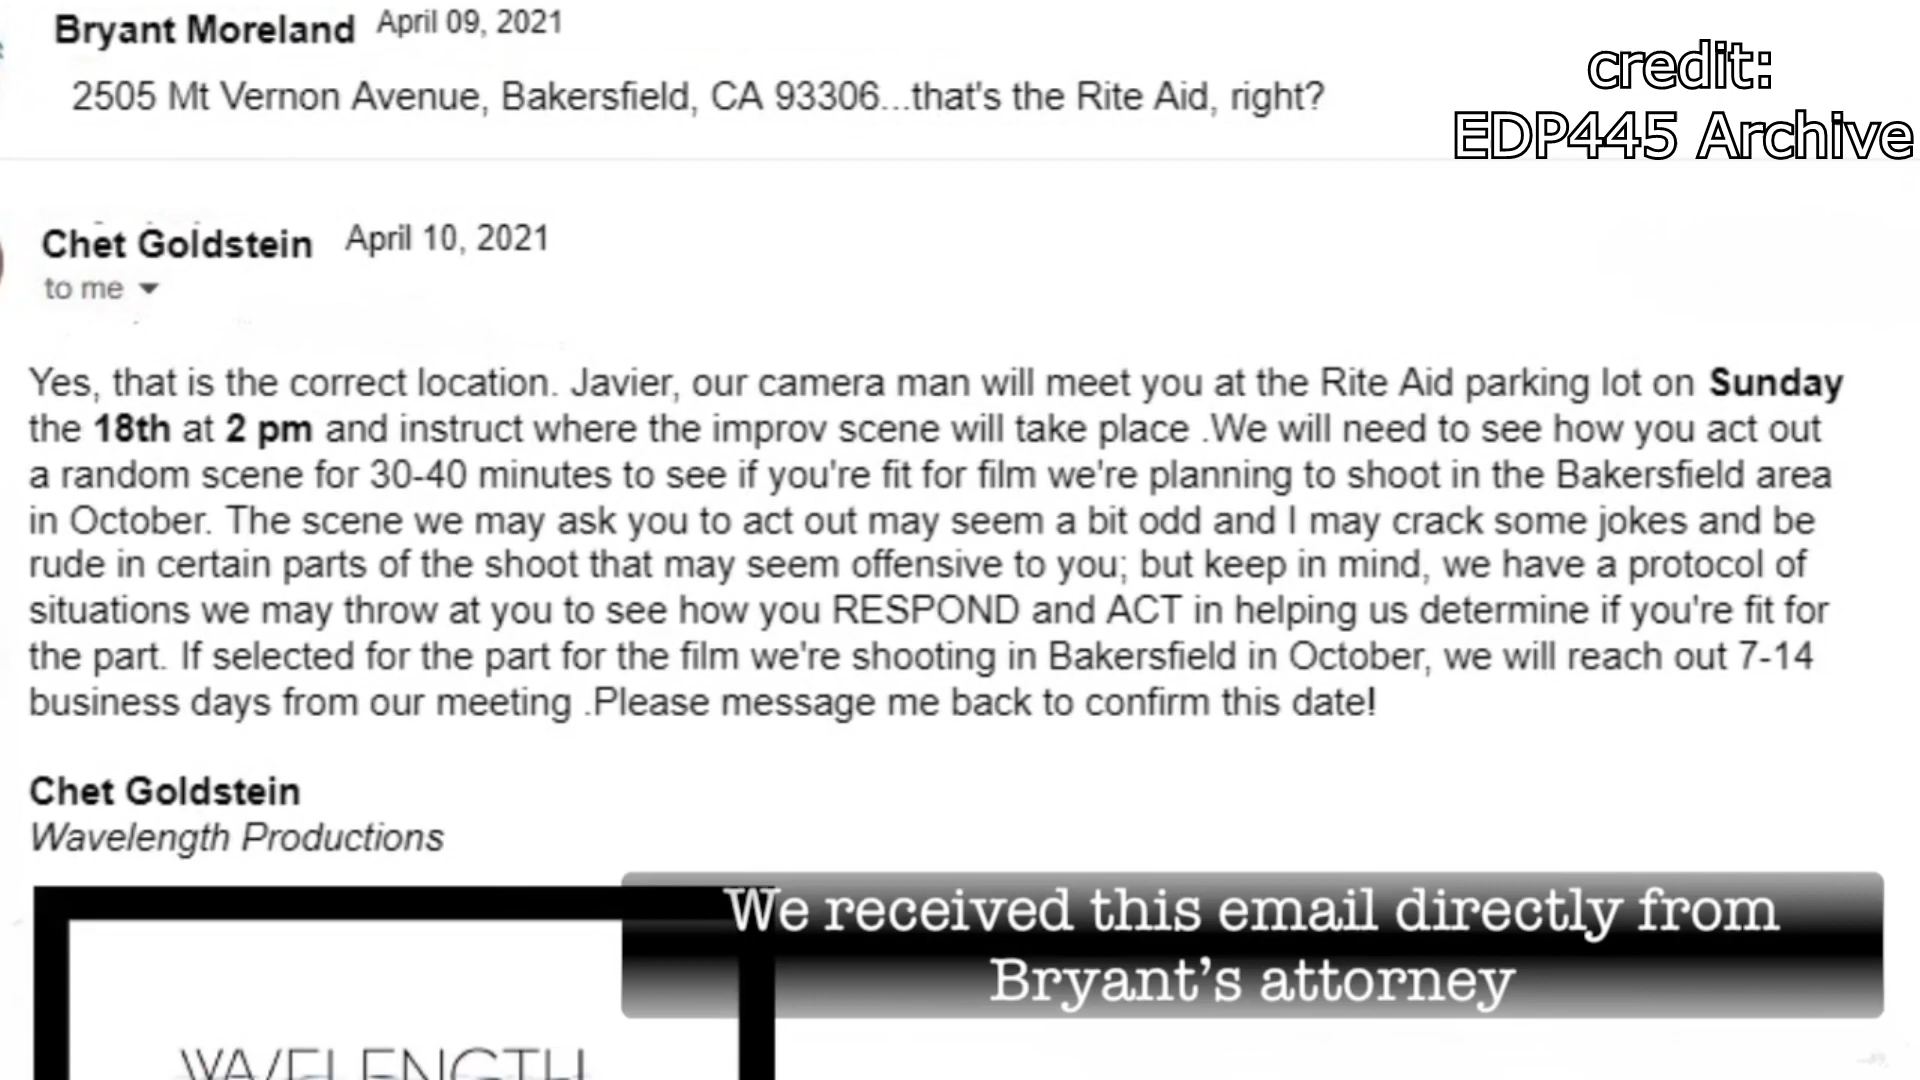 Bryant Moreland April 09, 2021
2505 Mt Vernon Avenue, Bakersfield, CA 93306...that's the Rite Aid, right?
credit:
EDP445 Archive
Chet Goldstein April 10, 2021
to me
Yes, that is the correct location. Javier, our camera man will meet you at the Rite Aid parking lot on Sunday
the 18th at 2 pm and instruct where the improv scene will take place .We will need to see how you act out
a random scene for 30-40 minutes to see if you're fit for film we're planning to shoot in the Bakersfield area
in October. The scene we may ask you to act out may seem a bit odd and I may crack some jokes and be
rude in certain parts of the shoot that may seem offensive to you; but keep in mind, we have a protocol of
situations we may throw at you to see how you RESPOND and ACT in helping us determine if you're fit for
the part. If selected for the part for the film we're shooting in Bakersfield in October, we will reach out 7-14
business days from our meeting .Please message me back to confirm this date!
Chet Goldstein
Wavelength Productions
We received this email directly from
Bryant's attorney
WAVELENGTH